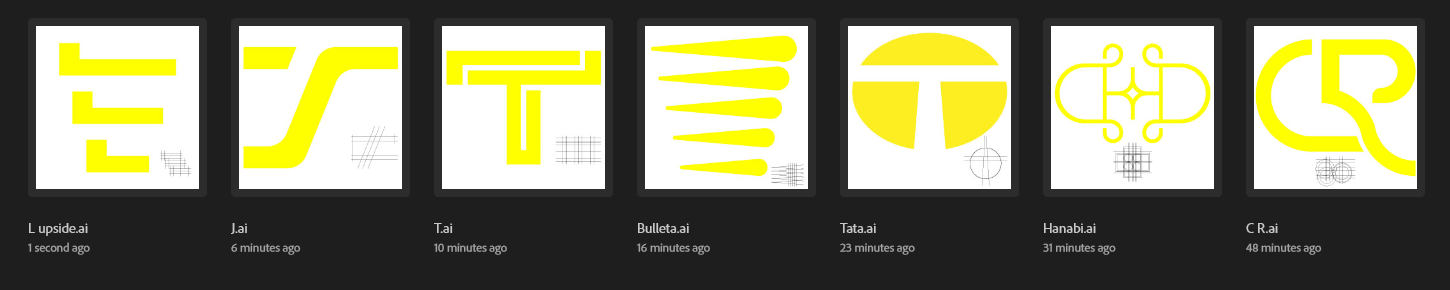 L upside.ai
1 second ago
J.ai
6 minutes ago
T.ai
10 minutes ago
Bulleta.ai
16 minutes ago
Tata.ai
23 minutes ago
Hanabi.ai
31 minutes ago
C R.ai
48 minutes ago